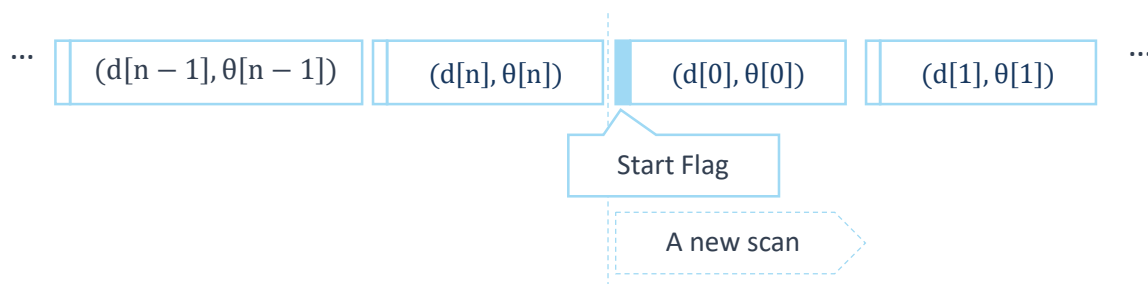 ... (d[n − 1], θ[n − 1]) (d[n], θ[n]) (d[0], θ[0]) (d[1], θ[1]) ...
Start Flag
A new scan